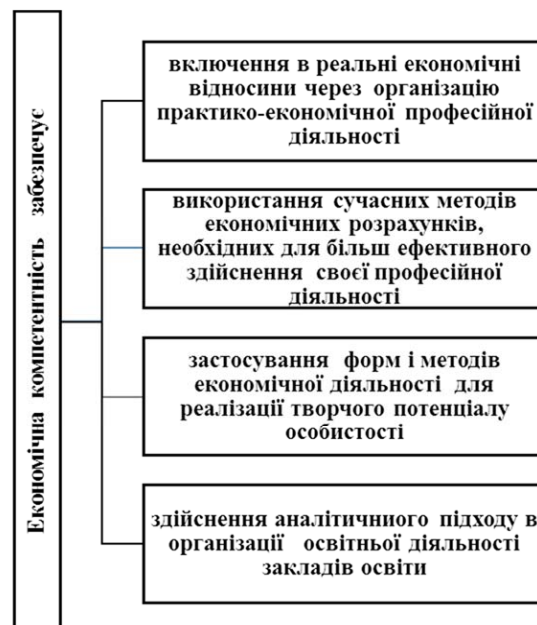 Економічна компетентність забезпечує
включення в реальні економічні
відносини через організацію
практико-економічної професійної
діяльності
використання сучасних методів
економічних розрахунків,
необхідних для більш ефективного
здійснення своєї професійної
діяльності
застосування форм і методів
економічної діяльності для
реалізації творчого потенціалу
особистості
здійснення аналітичниого підходу в
організації освітньої діяльності
закладів освіти